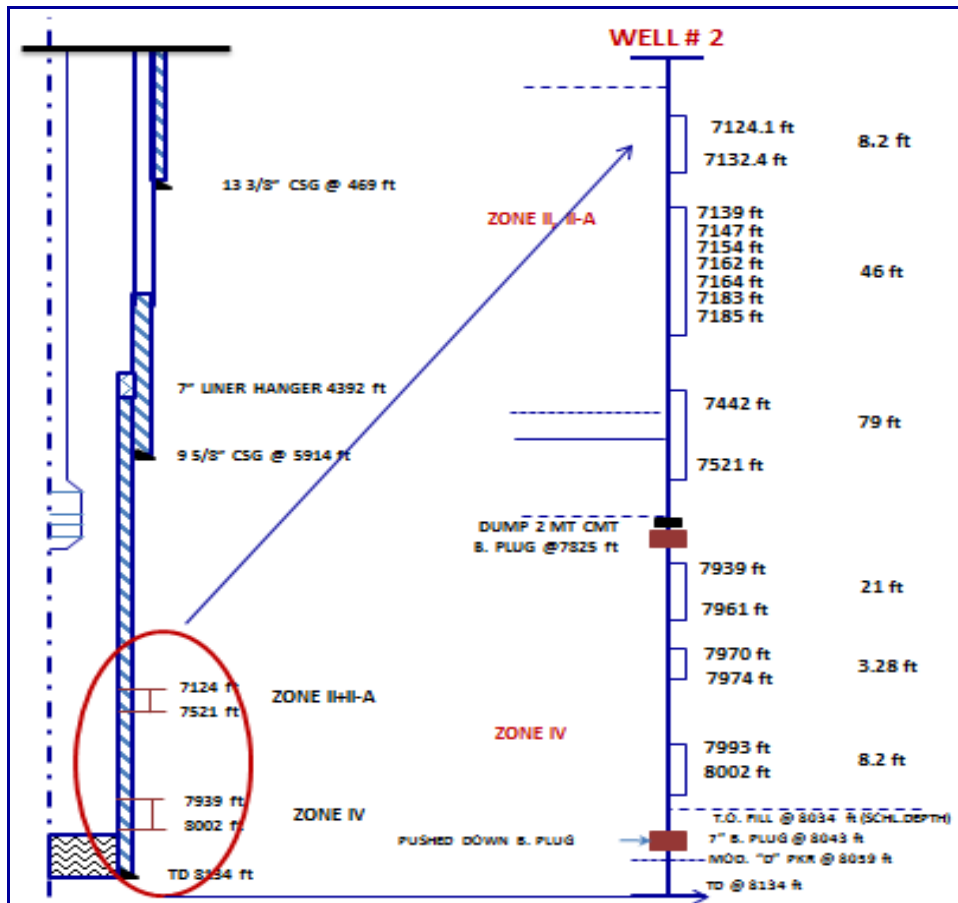 WELL # 2
7124.1 ft
8.2 ft
7132.4 ft
13 3/8" CSG @ 469 ft
ZONE II, II-A
7139 ft
7147 ft
7154 ft
7162 ft
7164 ft
7183 ft
7185 ft
46 ft
7" LINER HANGER 4392 ft
7442 ft
79 ft
9 5/8" CSG @ 5914 ft
7521 ft
DUMP 2 MT CMT
B. PLUG @7825 ft
7939 ft
21 ft
7961 ft
7970 ft
3.28 ft
7974 ft
7124 ft
ZONE II+II-A
7521 ft
ZONE IV
7993 ft
8.2 ft
8002 ft
7939 ft
ZONE IV
8002 ft
T.O. FILL @ 8034 ft (SCHL.DEPTH)
PUSHED DOWN B. PLUG
7" B. PLUG @ 8043 ft
MOD. "D" PKR @ 8059 ft
TD 8134 ft
TD @ 8134 ft